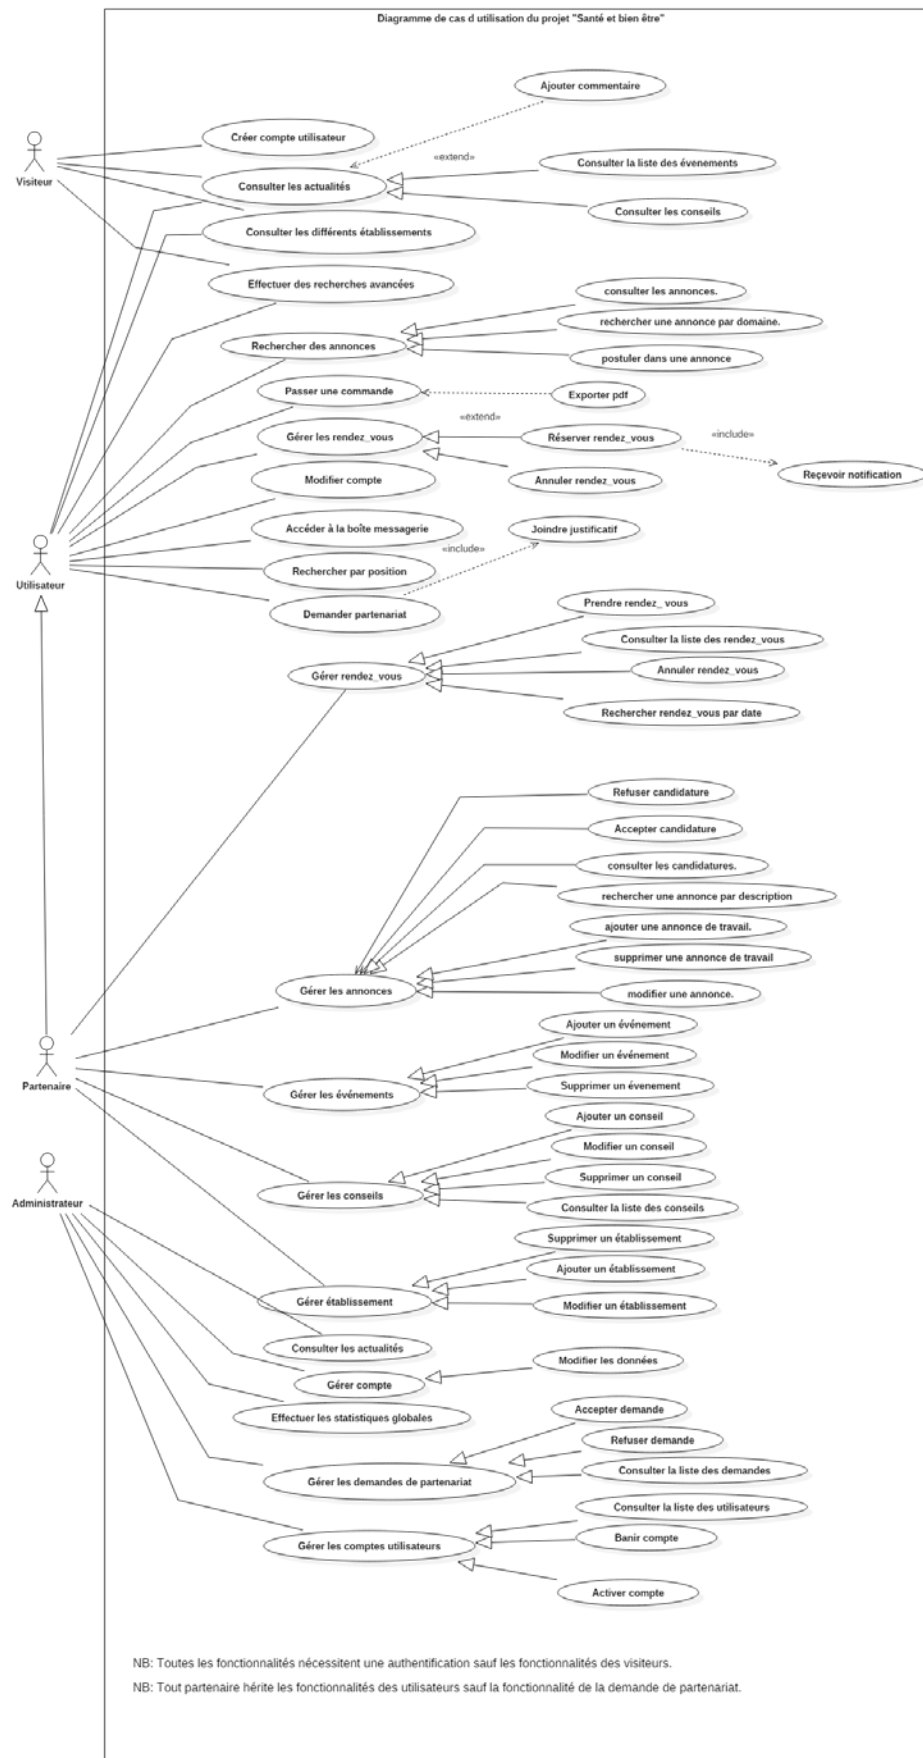 Diagramme de cas d utilisation du projet "Santé et bien être"
Ajouter commentaire
Créer compte utilisateur
«extend»
Consulter la liste des évenements
Visiteur
Consulter les actualités
Consulter les conseils
Consulter les différents établissements
Effectuer des recherches avancées
consulter les annonces.
rechercher une annonce par domaine.
Rechercher des annonces
postuler dans une annonce
Passer une commande
Exporter pdf
«extend»
Gérer les rendez_vous
Réserver rendez_vous
«include»
Reçevoir notification
Modifier compte
Annuler rendez_vous
Accéder à la boîte messagerie
Joindre justificatif
«include»
Rechercher par position
Utilisateur
Demander partenariat
Prendre rendez_ vous
Consulter la liste des rendez_vous
Gérer rendez_vous
Annuler rendez_vous
Rechercher rendez_vous par date
Refuser candidature
Accepter candidature
consulter les candidatures.
rechercher une annonce par description
ajouter une annonce de travail.
supprimer une annonce de travail
Gérer les annonces
modifier une annonce.
Ajouter un événement
Modifier un événement
Partenaire
Supprimer un évenement
Gérer les événements
Ajouter un conseil
Modifier un conseil
Supprimer un conseil
Gérer les conseils
Administrateur
Consulter la liste des conseils
Supprimer un établissement
Ajouter un établissement
Gérer établissement
Modifier un établissement
Consulter les actualités
Modifier les données
Gérer compte
Accepter demande
Effectuer les statistiques globales
Refuser demande
Consulter la liste des demandes
Gérer les demandes de partenariat
Consulter la liste des utilisateurs
Banir compte
Gérer les comptes utilisateurs
Activer compte
NB: Toutes les fonctionnalités nécessitent une authentification sauf les fonctionnalités des visiteurs.
NB: Tout partenaire hérite les fonctionnalités des utilisateurs sauf la fonctionnalité de la demande de partenariat.